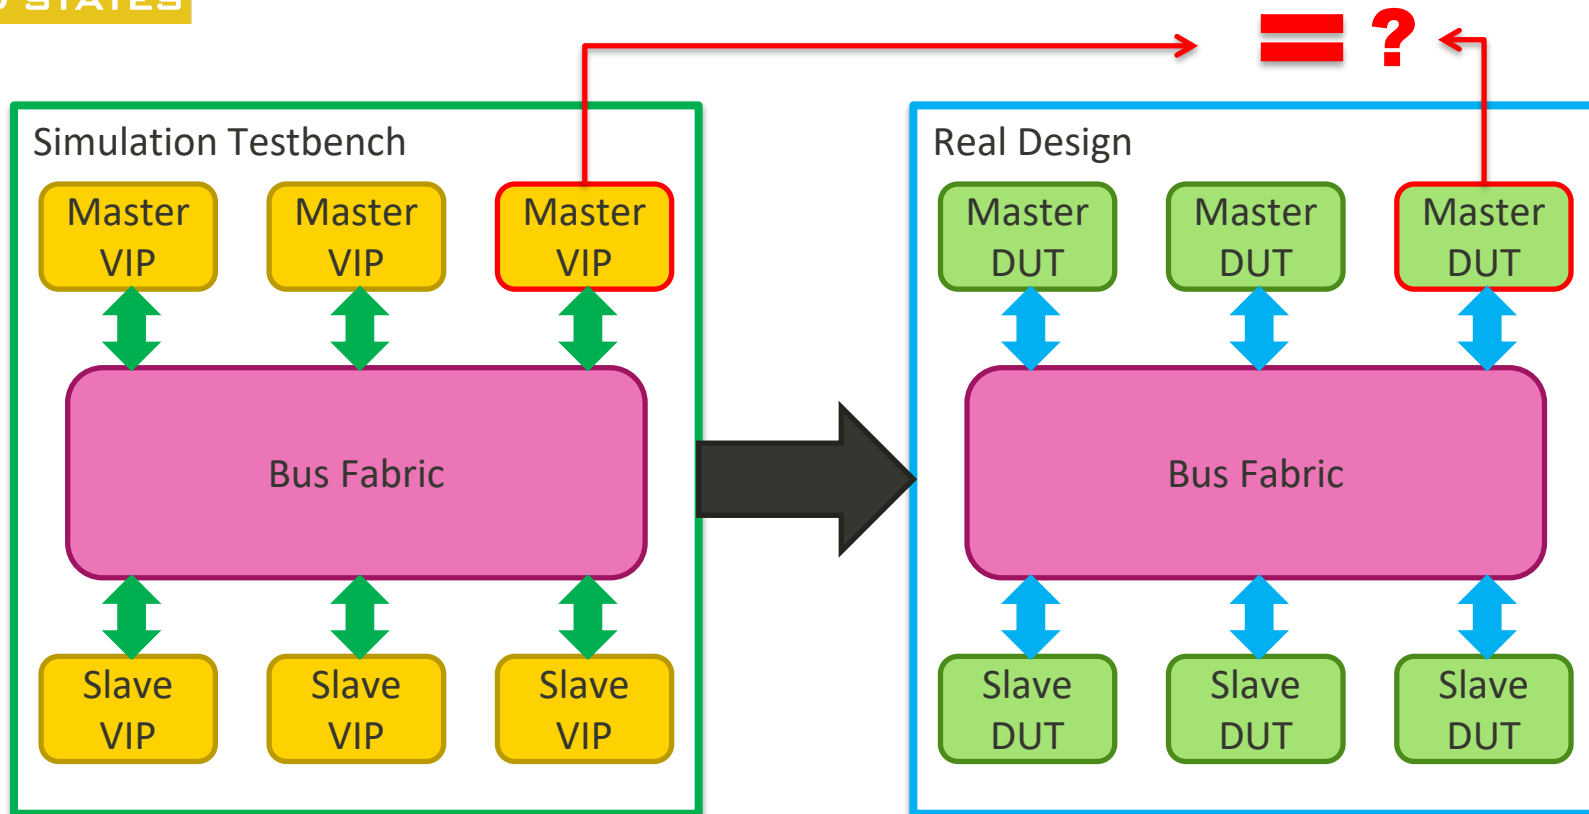 STATES
= ?
Simulation Testbench
Real Design
Master
VIP
Master
VIP
Master
VIP
Master
DUT
Master
DUT
Master
DUT
Bus Fabric
Bus Fabric
Slave
VIP
Slave
VIP
Slave
VIP
Slave
DUT
Slave
DUT
Slave
DUT